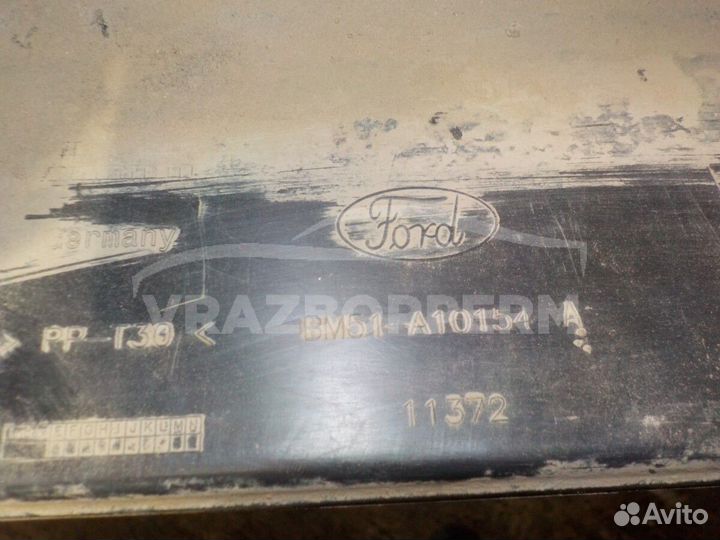 Germany
Ford
VRAZBORPERM
> PP-T30 <
BM51-A10154 A
11372
Avito